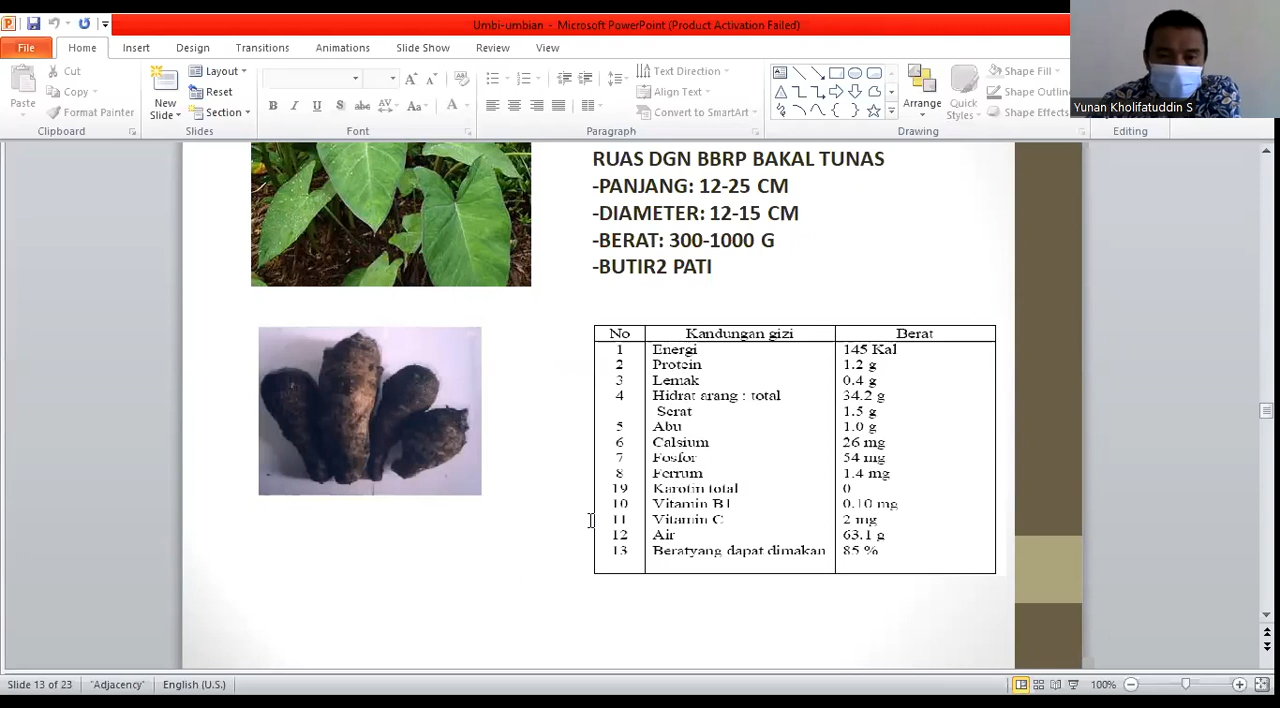 Umbi-umbian - Microsoft PowerPoint (Product Activation Failed)
File Home Insert Design Transitions Animations Slide Show Review View
Paste
Cut
Copy
Format Painter
Clipboard
New Slide
Layout
Reset
Section
Slides
B I U S abc AV Aa A
Font
Paragraph
Text Direction
Align Text
Convert to SmartArt
Arrange
Quick Styles
Shape Fill
Shape Outlin
Shape Effects
Drawing
Editing
Yunan Kholifatuddin S
RUAS DGN BBRP BAKAL TUNAS
-PANJANG: 12-25 CM
-DIAMETER: 12-15 CM
-BERAT: 300-1000 G
-BUTIR2 PATI
No Kandungan gizi Berat
1 Energi 145 Kal
2 Protein 1.2 g
3 Lemak 0.4 g
4 Hidrat arang : total 34.2 g
Serat 1.5 g
5 Abu 1.0 g
6 Calsium 26 mg
7 Fosfor 54 mg
8 Ferrum 1.4 mg
19 Karotin total 0
10 Vitamin B1 0.10 mg
11 Vitamin C 2 mg
12 Air 63.1 g
13 Beratyang dapat dimakan 85 %
Slide 13 of 23 "Adjacency" English (U.S.) 100%